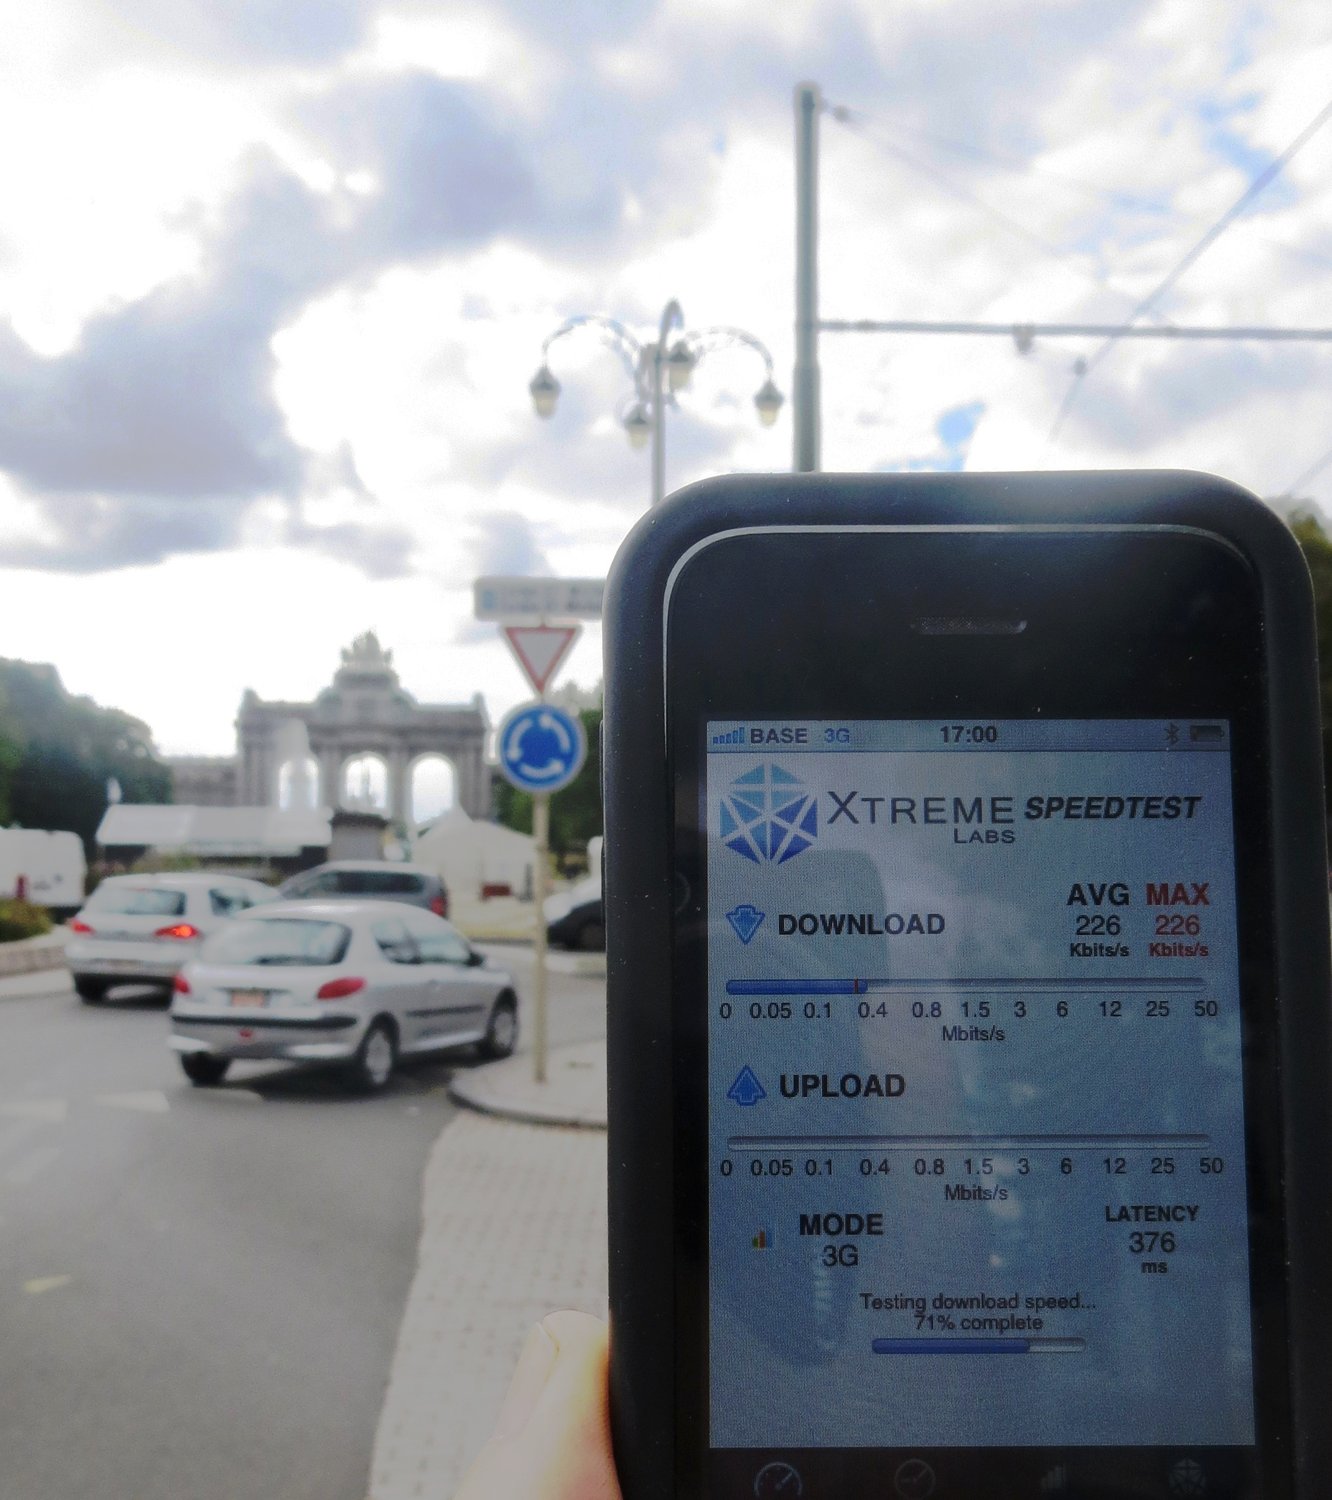 BASE 3G 17:00
XTREME SPEEDTEST
LABS
AVG MAX
DOWNLOAD 226 226
Kbits/s Kbits/s
0 0.05 0.1 0.4 0.8 1.5 3 6 12 25 50
Mbits/s
UPLOAD
0 0.05 0.1 0.4 0.8 1.5 3 6 12 25 50
Mbits/s
MODE LATENCY
3G 376
ms
Testing download speed...
71% complete